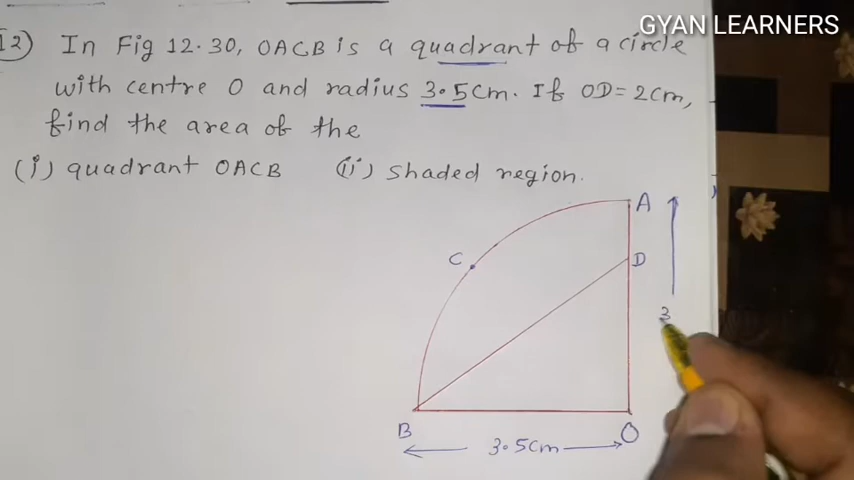 GYAN LEARNERS
12) In Fig 12.30, OACB is a quadrant of a circle
with centre O and radius 3.5cm. If OD=2cm,
find the area of the
(i) quadrant OACB (ii) shaded region.
A
C
D
3
B
O
3.5cm